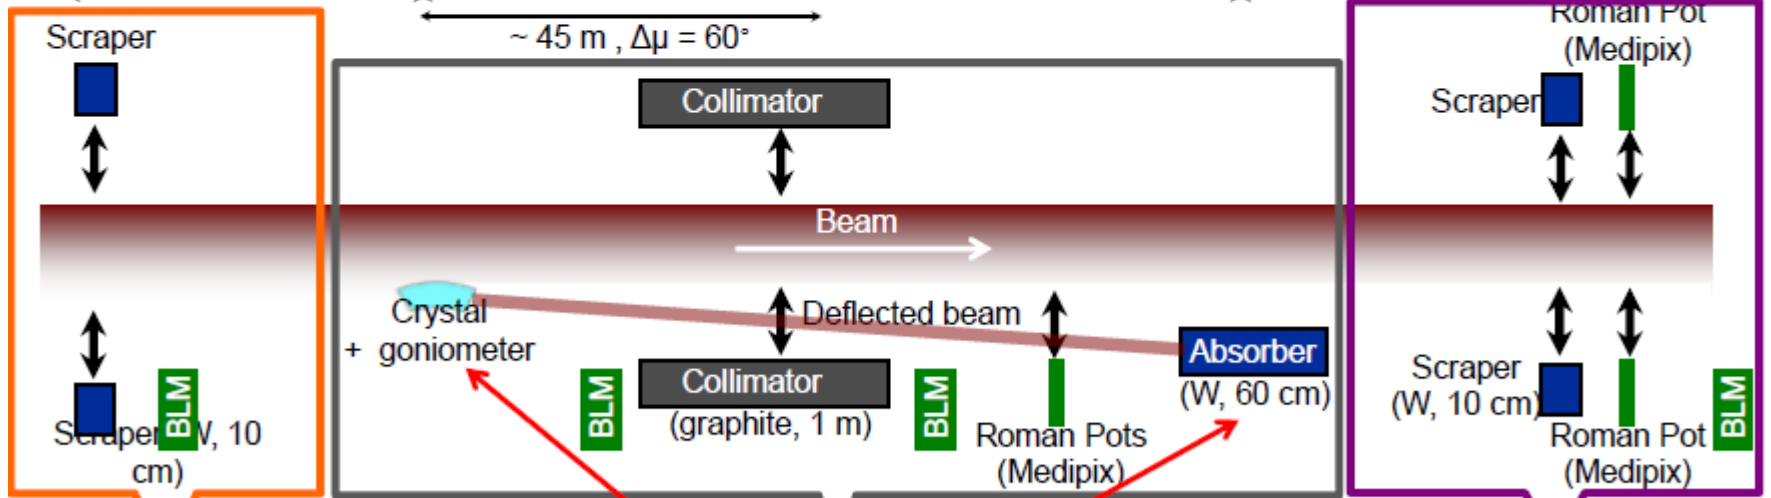 ~ 45 m , Δμ = 60°
Scraper
Scraper (W, 10
cm)
BLM
Collimator
Beam
Crystal
+ goniometer
Deflected beam
BLM
Collimator
(graphite, 1 m)
BLM
Roman Pots
(Medipix)
Absorber
(W, 60 cm)
Roman Pot
(Medipix)
Scraper
Scraper
(W, 10 cm)
Roman Pot
(Medipix)
BLM